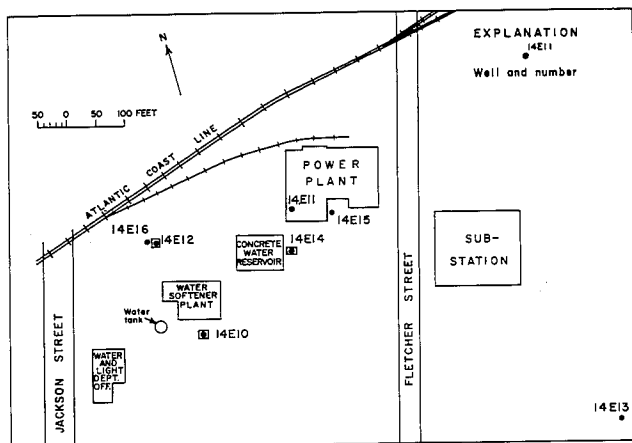 EXPLANATION
14E11
Well and number
N
50 0 100 FEET
ATLANTIC COAST LINE
POWER
PLANT
14E11
14E15
14E16
14E12
14E14
CONCRETE
WATER
RESERVOIR
SUB-
STATION
WATER
SOFTENER
PLANT
Water
tank
14E10
WATER
AND
LIGHT
DEPT.
OFF.
JACKSON STREET
FLETCHER STREET
14E13